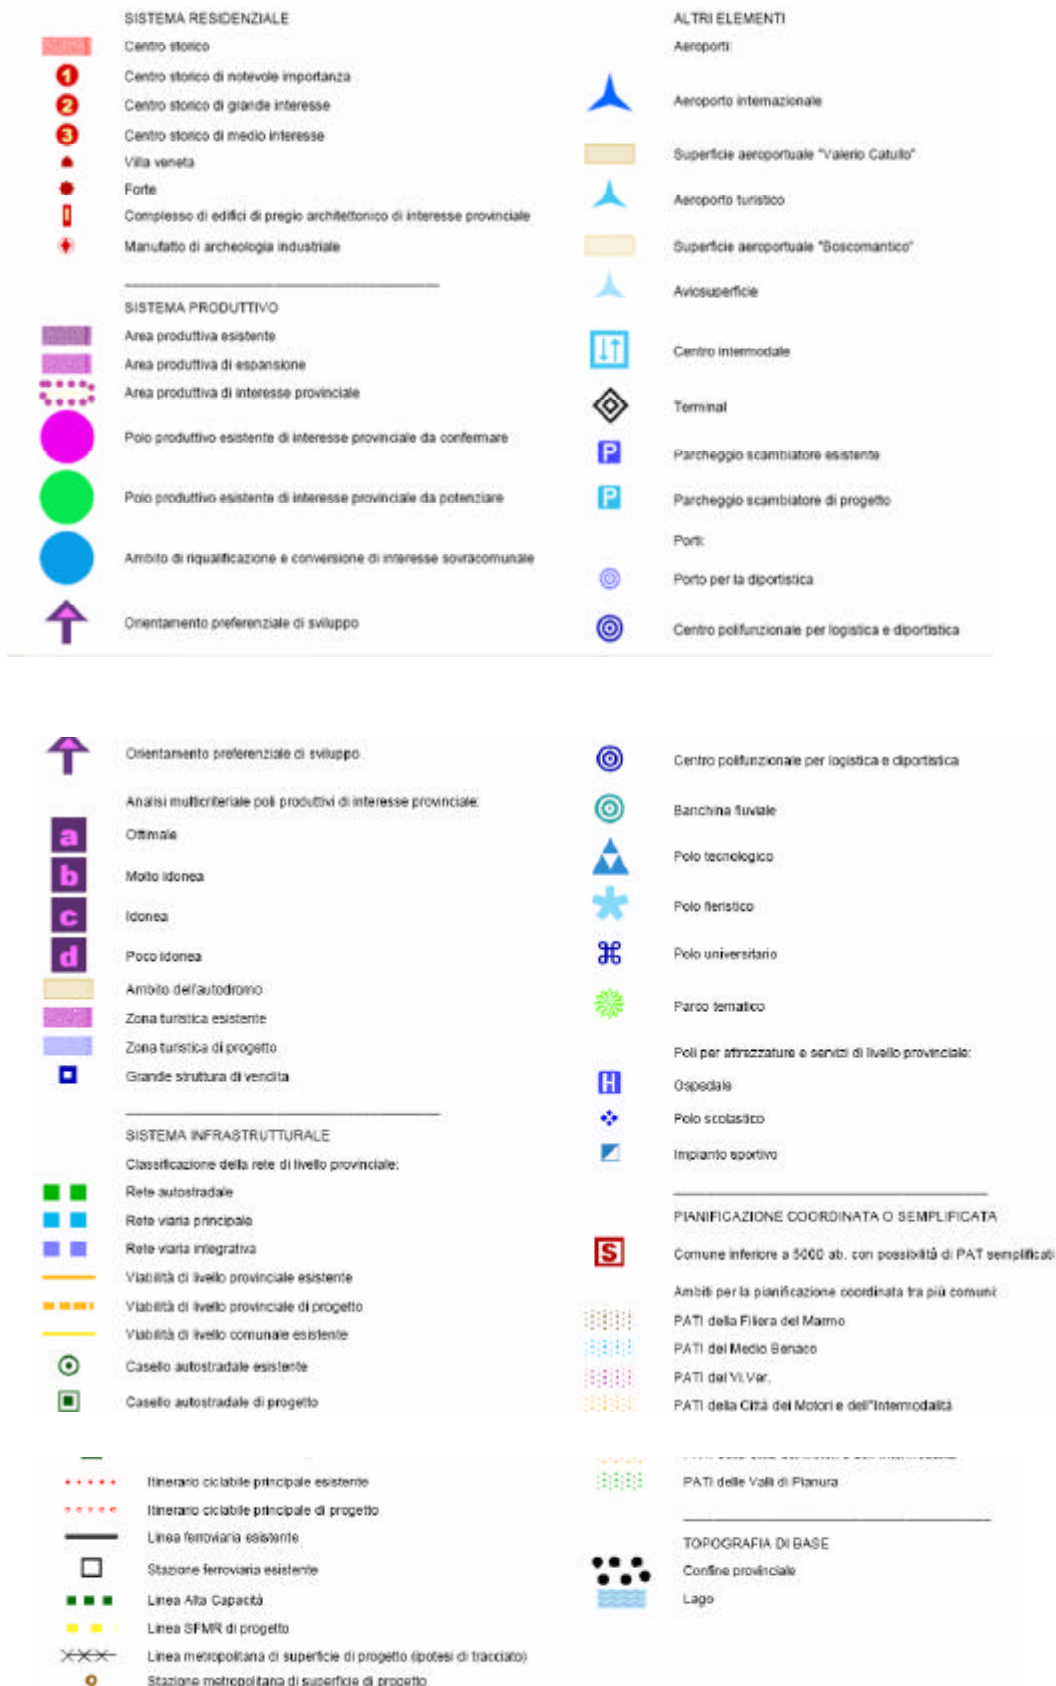 SISTEMA RESIDENZIALE
Centro storico
1 Centro storico di notevole importanza
2 Centro storico di grande interesse
3 Centro storico di medio interesse
Villa veneta
Forte
Complesso di edifici di pregio architettonico di interesse provinciale
Manufatto di archeologia industriale
SISTEMA PRODUTTIVO
Area produttiva esistente
Area produttiva di espansione
Area produttiva di interesse provinciale
Polo produttivo esistente di interesse provinciale da confermare
Polo produttivo esistente di interesse provinciale da potenziare
Ambito di riqualificazione e conversione di interesse sovracomunale
Orientamento preferenziale di sviluppo
ALTRI ELEMENTI
Aeroporti:
Aeroporto internazionale
Superficie aeroportuale "Valerio Catullo"
Aeroporto turistico
Superficie aeroportuale "Boscomantico"
Aviosuperficie
Centro intermodale
Terminal
P Parcheggio scambiatore esistente
P Parcheggio scambiatore di progetto
Porti:
Porto per la diportistica
Centro polifunzionale per logistica e diportistica
Orientamento preferenziale di sviluppo
Analisi multicriteriale poli produttivi di interesse provinciale:
a Ottimale
b Molto idonea
c Idonea
d Poco idonea
Ambito dell'autodromo
Zona turistica esistente
Zona turistica di progetto
Grande struttura di vendita
SISTEMA INFRASTRUTTURALE
Classificazione della rete di livello provinciale:
Rete autostradale
Rete viaria principale
Rete viaria integrativa
Viabilità di livello provinciale esistente
Viabilità di livello provinciale di progetto
Viabilità di livello comunale esistente
Casello autostradale esistente
Casello autostradale di progetto
Centro polifunzionale per logistica e diportistica
Banchina fluviale
Polo tecnologico
Polo fieristico
Polo universitario
Parco tematico
Poli per attrezzature e servizi di livello provinciale:
H Ospedale
Polo scolastico
Impianto sportivo
PIANIFICAZIONE COORDINATA O SEMPLIFICATA
S Comune inferiore a 5000 ab. con possibilità di PAT semplificati
Ambiti per la pianificazione coordinata tra più comuni:
PATI della Filiera del Marmo
PATI del Medio Benaco
PATI del Vi.Ver.
PATI della Città dei Motori e dell''Intermodalità
Itinerario ciclabile principale esistente
Itinerario ciclabile principale di progetto
Linea ferroviaria esistente
Stazione ferroviaria esistente
Linea Alta Capacità
Linea SFMR di progetto
Linea metropolitana di superficie di progetto (ipotesi di tracciato)
Stazione metropolitana di superficie di progetto
PATI delle Valli di Pianura
TOPOGRAFIA DI BASE
Confine provinciale
Lago